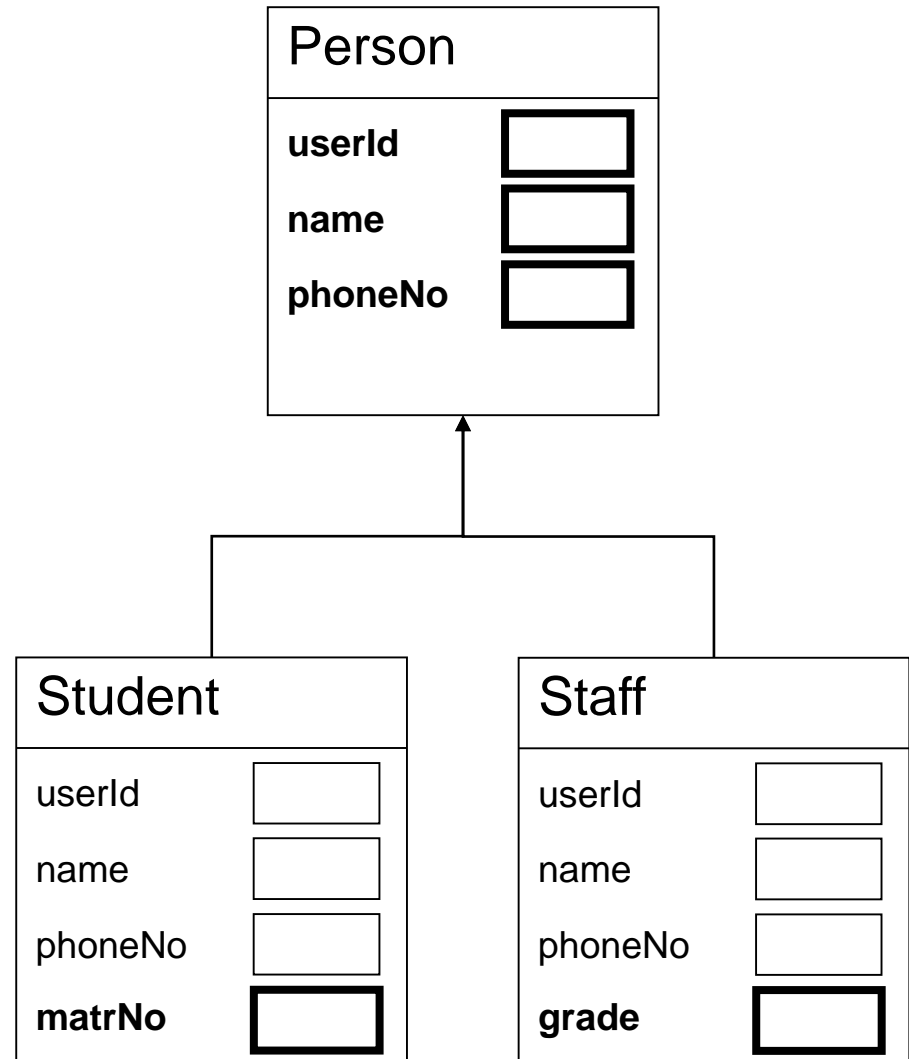 Person
userId
name
phoneNo
Student
userId
name
phoneNo
matrNo
Staff
userId
name
phoneNo
grade